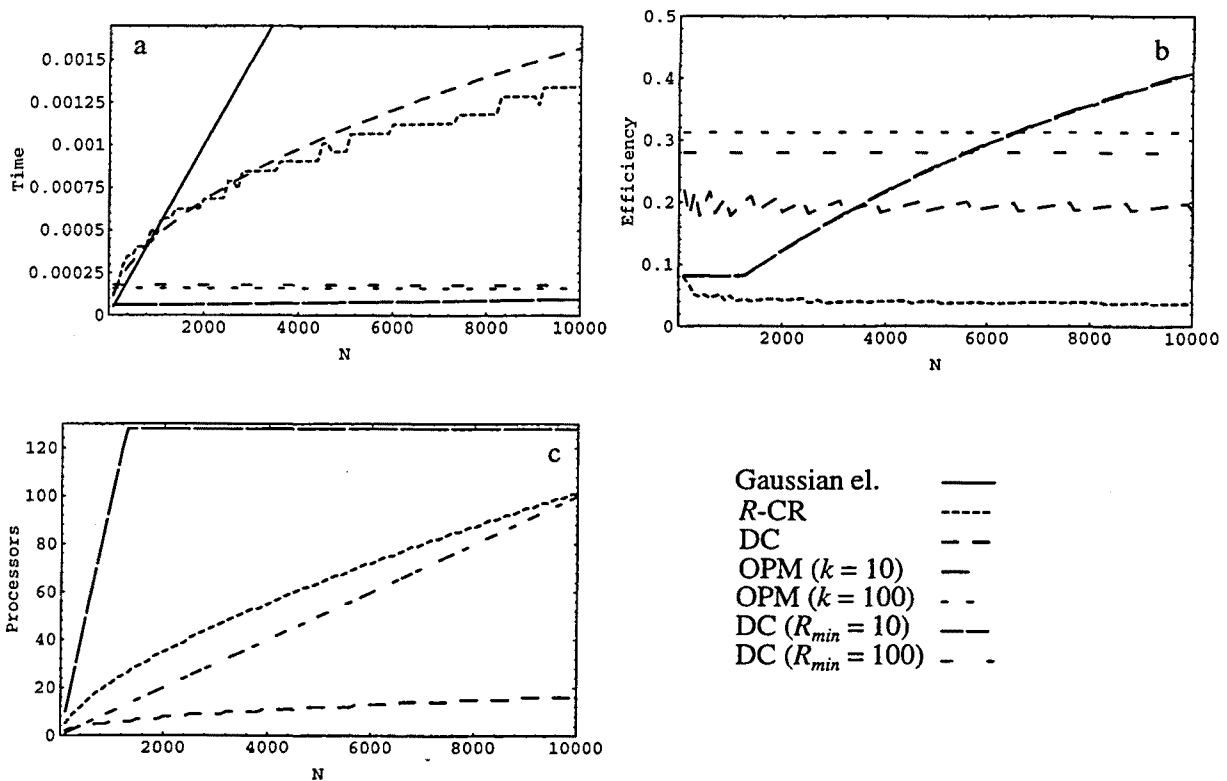 a
0.0015
0.00125
0.001
0.00075
0.0005
0.00025
0
Time
2000 4000 6000 8000 10000
N
b
0.5
0.4
0.3
0.2
0.1
0
Efficiency
2000 4000 6000 8000 10000
N
c
120
100
80
60
40
20
0
Processors
2000 4000 6000 8000 10000
N
Gaussian el.
R-CR
DC
OPM (k = 10)
OPM (k = 100)
DC (Rmin = 10)
DC (Rmin = 100)